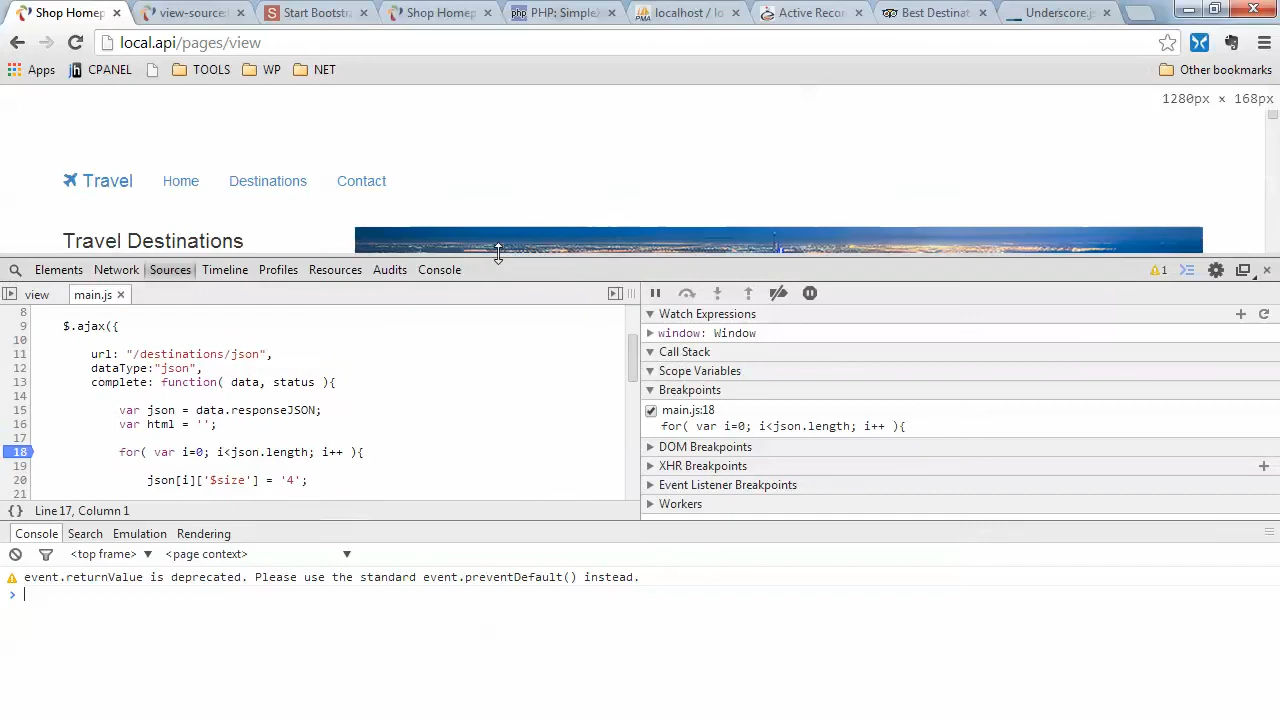 Shop Homep
view-source:
Start Bootstra
Shop Homep
PHP: SimpleX
localhost / lo
Active Recor
Best Destinat
Underscore.j
local.api/pages/view
Apps
CPANEL
TOOLS
WP
NET
Other bookmarks
1280px × 168px
Travel
Home
Destinations
Contact
Travel Destinations
Elements
Network
Sources
Timeline
Profiles
Resources
Audits
Console
1
view
main.js
8
9 $.ajax({
10
11 url: "/destinations/json",
12 dataType:"json",
13 complete: function( data, status ){
14
15 var json = data.responseJSON;
16 var html = '';
17
18 for( var i=0; i<json.length; i++ ){
19
20 json[i]['$size'] = '4';
21
{} Line 17, Column 1
Watch Expressions
window: Window
Call Stack
Scope Variables
Breakpoints
main.js:18
for( var i=0; i<json.length; i++ ){
DOM Breakpoints
XHR Breakpoints
Event Listener Breakpoints
Workers
Console
Search
Emulation
Rendering
<top frame>
<page context>
event.returnValue is deprecated. Please use the standard event.preventDefault() instead.
>